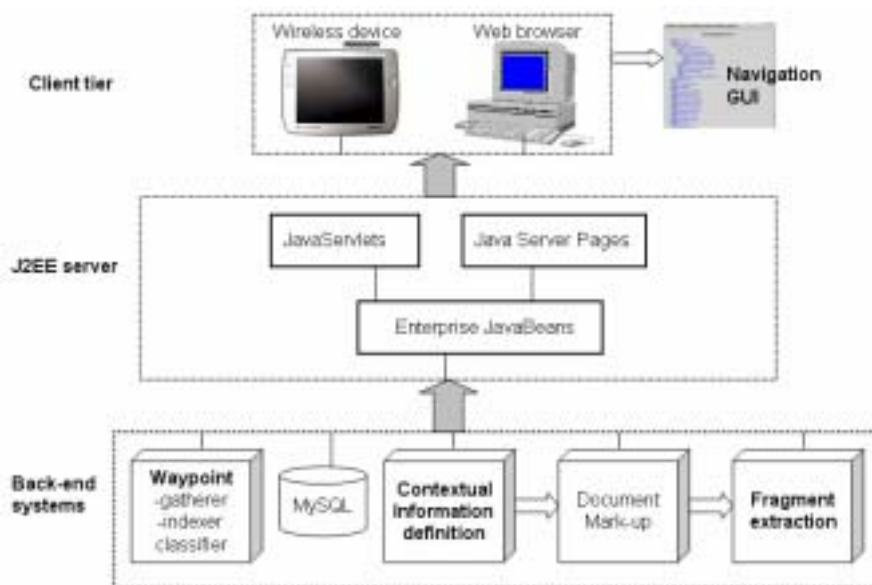 Wireless device
Web browser
Client tier
Navigation
GUI
JavaServlets
Java Server Pages
J2EE server
Enterprise JavaBeans
Back-end
systems
Waypoint
-gatherer
-indexer
classifier
MySQL
Contextual
Information
definition
Document
Mark-up
Fragment
extraction